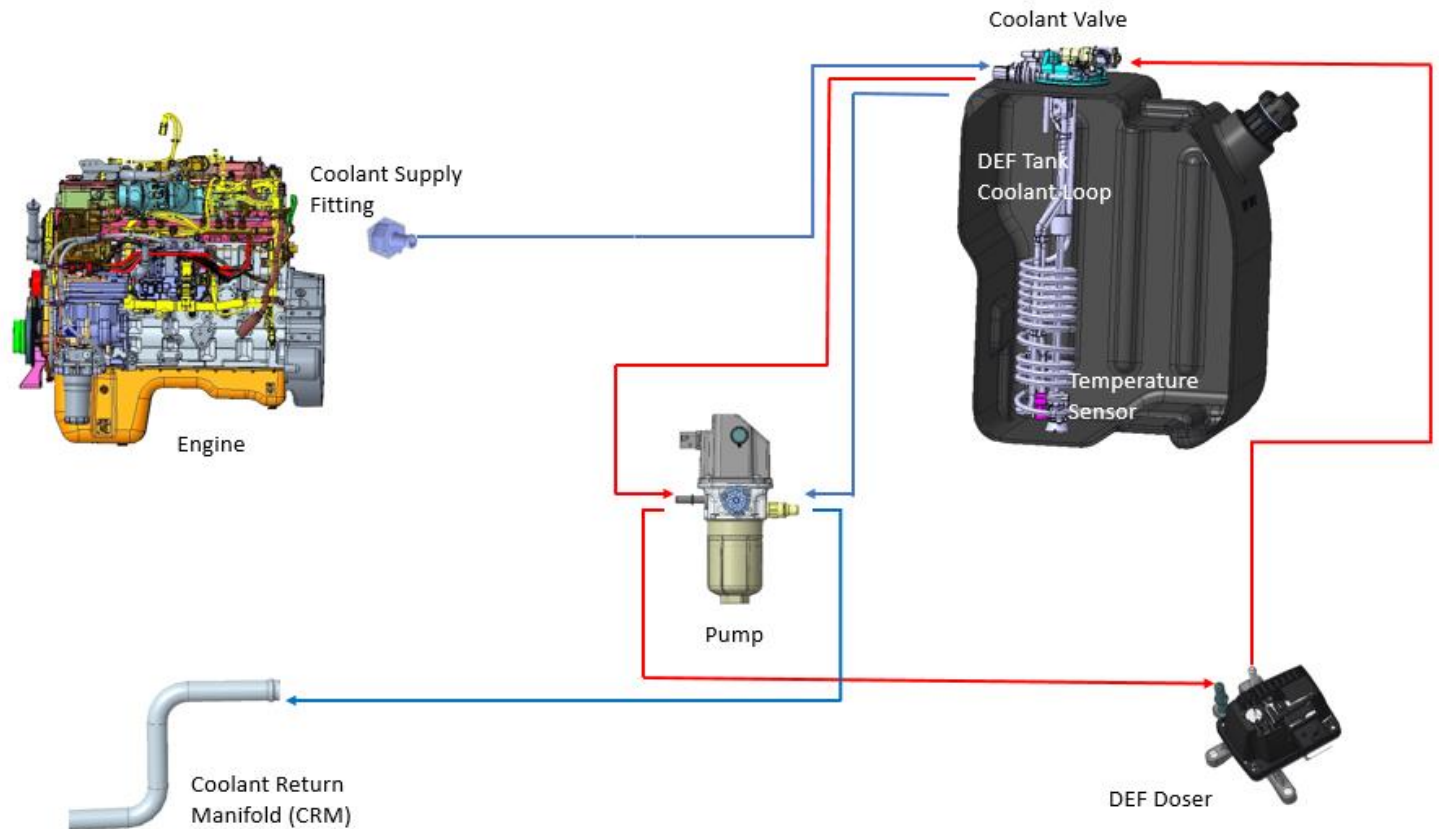 Coolant Valve
Coolant Supply
Fitting
DEF Tank
Coolant Loop
Temperature
Sensor
Engine
Pump
Coolant Return
Manifold (CRM)
DEF Doser